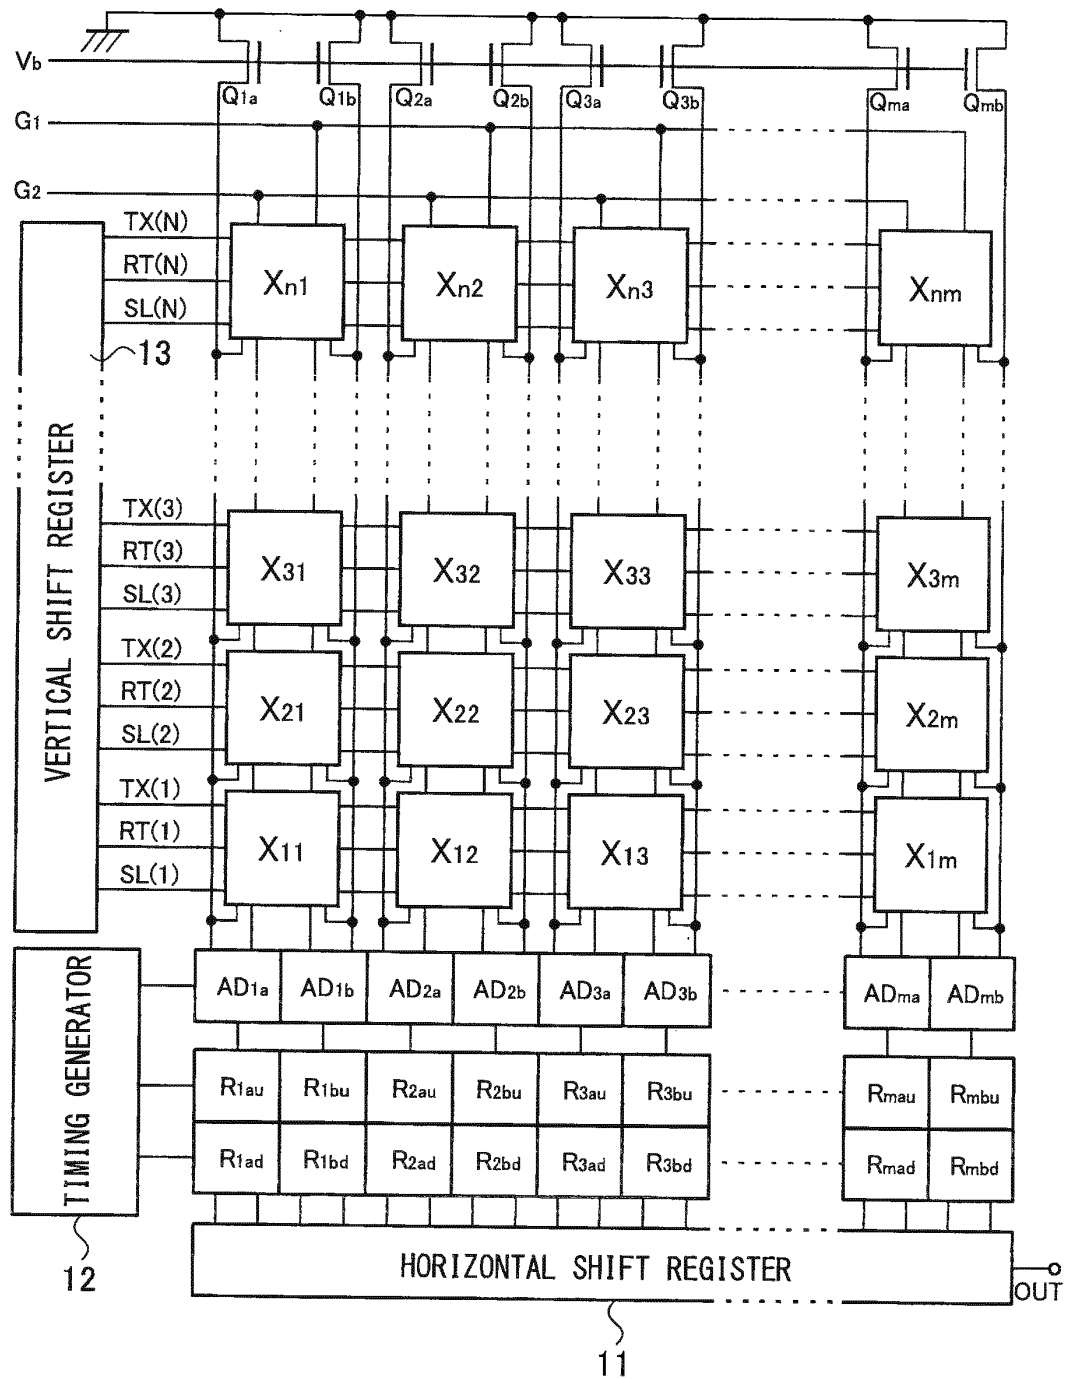 Vb
Q1a Q1b Q2a Q2b Q3a Q3b Qma Qmb
G1
G2
TX(N)
RT(N)
SL(N)
Xn1 Xn2 Xn3 Xnm
13
VERTICAL SHIFT REGISTER
TX(3)
RT(3)
SL(3)
X31 X32 X33 X3m
TX(2)
RT(2)
SL(2)
X21 X22 X23 X2m
TX(1)
RT(1)
SL(1)
X11 X12 X13 X1m
TIMING GENERATOR
12
AD1a AD1b AD2a AD2b AD3a AD3b ADma ADmb
R1au R1bu R2au R2bu R3au R3bu Rmau Rmbu
R1ad R1bd R2ad R2bd R3ad R3bd Rmad Rmbd
HORIZONTAL SHIFT REGISTER
OUT
11